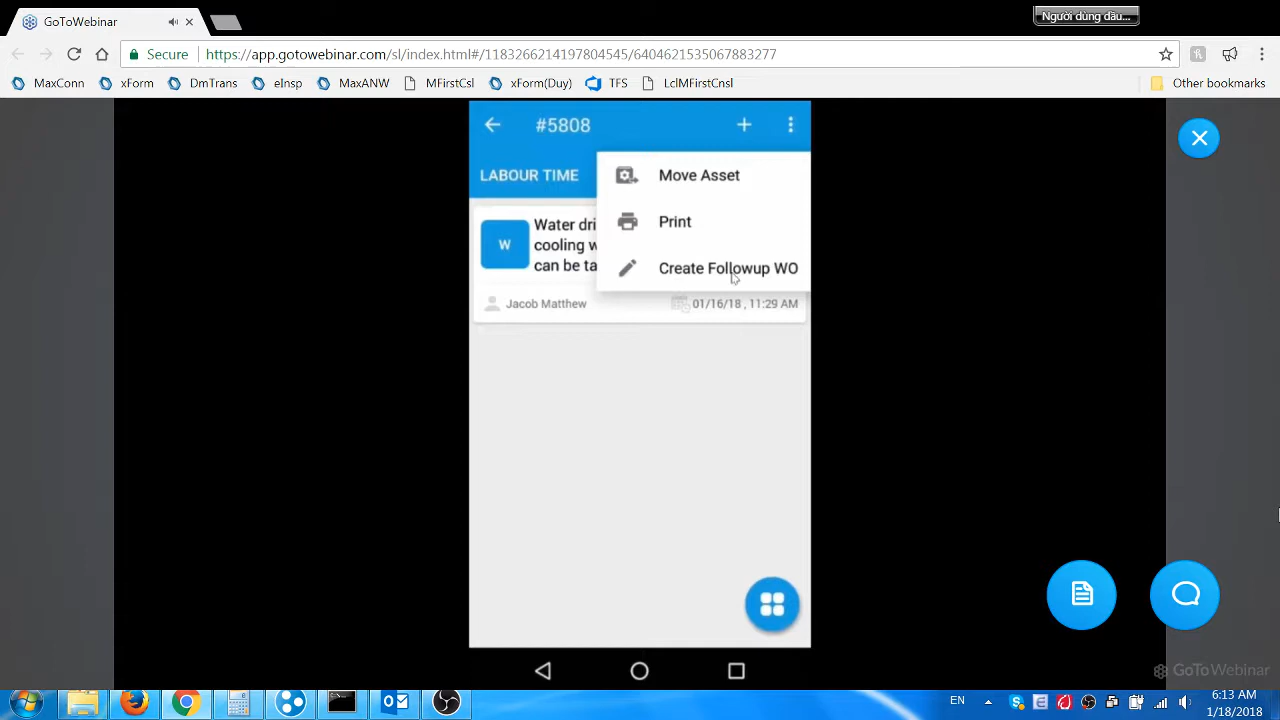 GoToWebinar
Người dùng đầu...
Secure
https://app.gotowebinar.com/sl/index.html#/1183266214197804545/6404621535067883277
MaxConn
xForm
DmTrans
eInsp
MaxANW
MFirstCsl
xForm(Duy)
TFS
LclMFirstCnsl
Other bookmarks
#5808
LABOUR TIME
Move Asset
Print
Create Followup WO
W
Water dri
cooling w
can be ta
Jacob Matthew
01/16/18 , 11:29 AM
GoToWebinar
EN
6:13 AM
1/18/2018